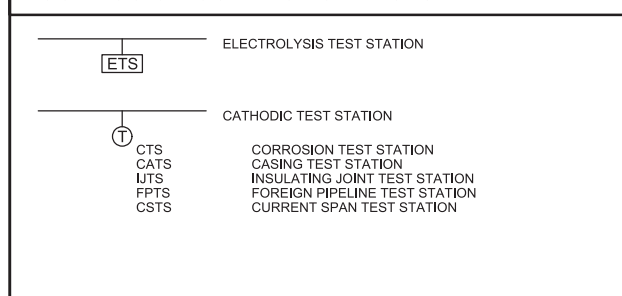 ELECTROLYSIS TEST STATION
ETS
CATHODIC TEST STATION
T
CTS CORROSION TEST STATION
CATS CASING TEST STATION
IJTS INSULATING JOINT TEST STATION
FPTS FOREIGN PIPELINE TEST STATION
CSTS CURRENT SPAN TEST STATION